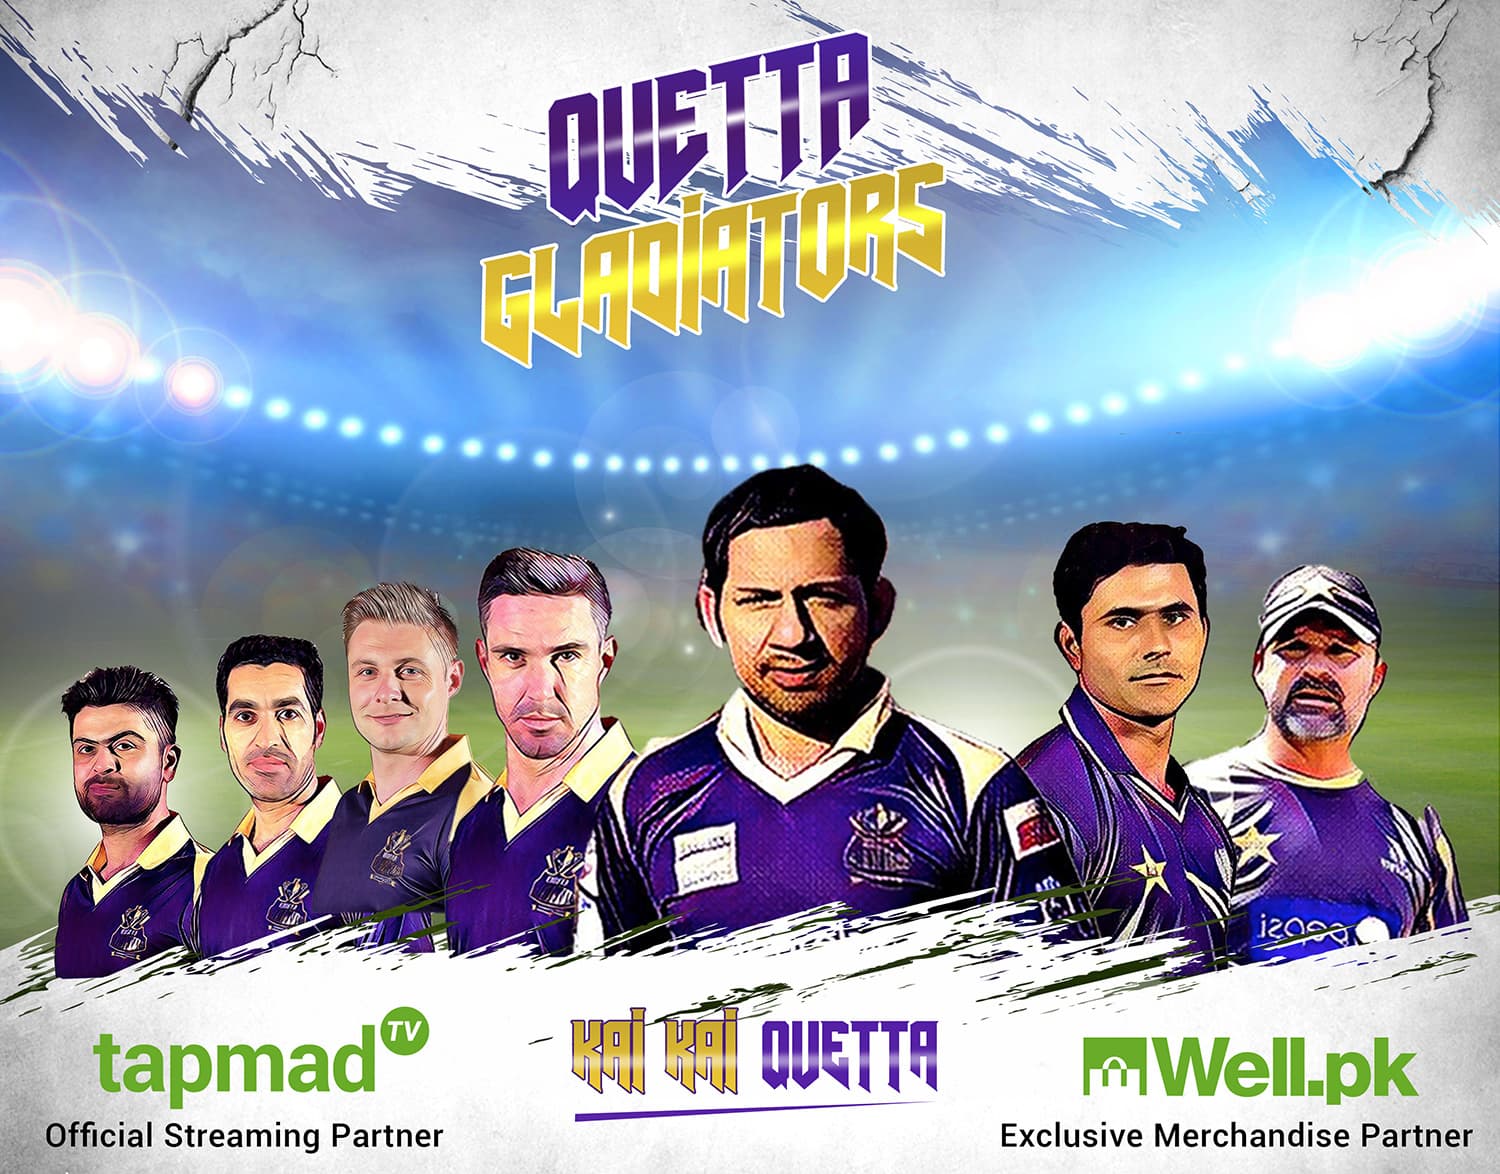 QUETTA
GLADiATORS
tapmad TV
Official Streaming Partner
KAi KAi QUETTA
Well.pk
Exclusive Merchandise Partner